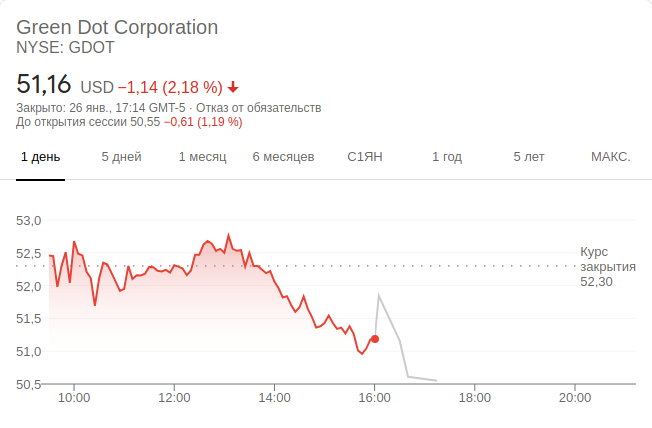 Green Dot Corporation
NYSE: GDOT
51,16 USD −1,14 (2,18 %)
Закрыто: 26 янв., 17:14 GMT-5 · Отказ от обязательств
До открытия сессии 50,55 −0,61 (1,19 %)
1 день 5 дней 1 месяц 6 месяцев С1ЯН 1 год 5 лет МАКС.
53,0
52,5
52,0
51,5
51,0
50,5
Курс
закрытия
52,30
10:00 12:00 14:00 16:00 18:00 20:00